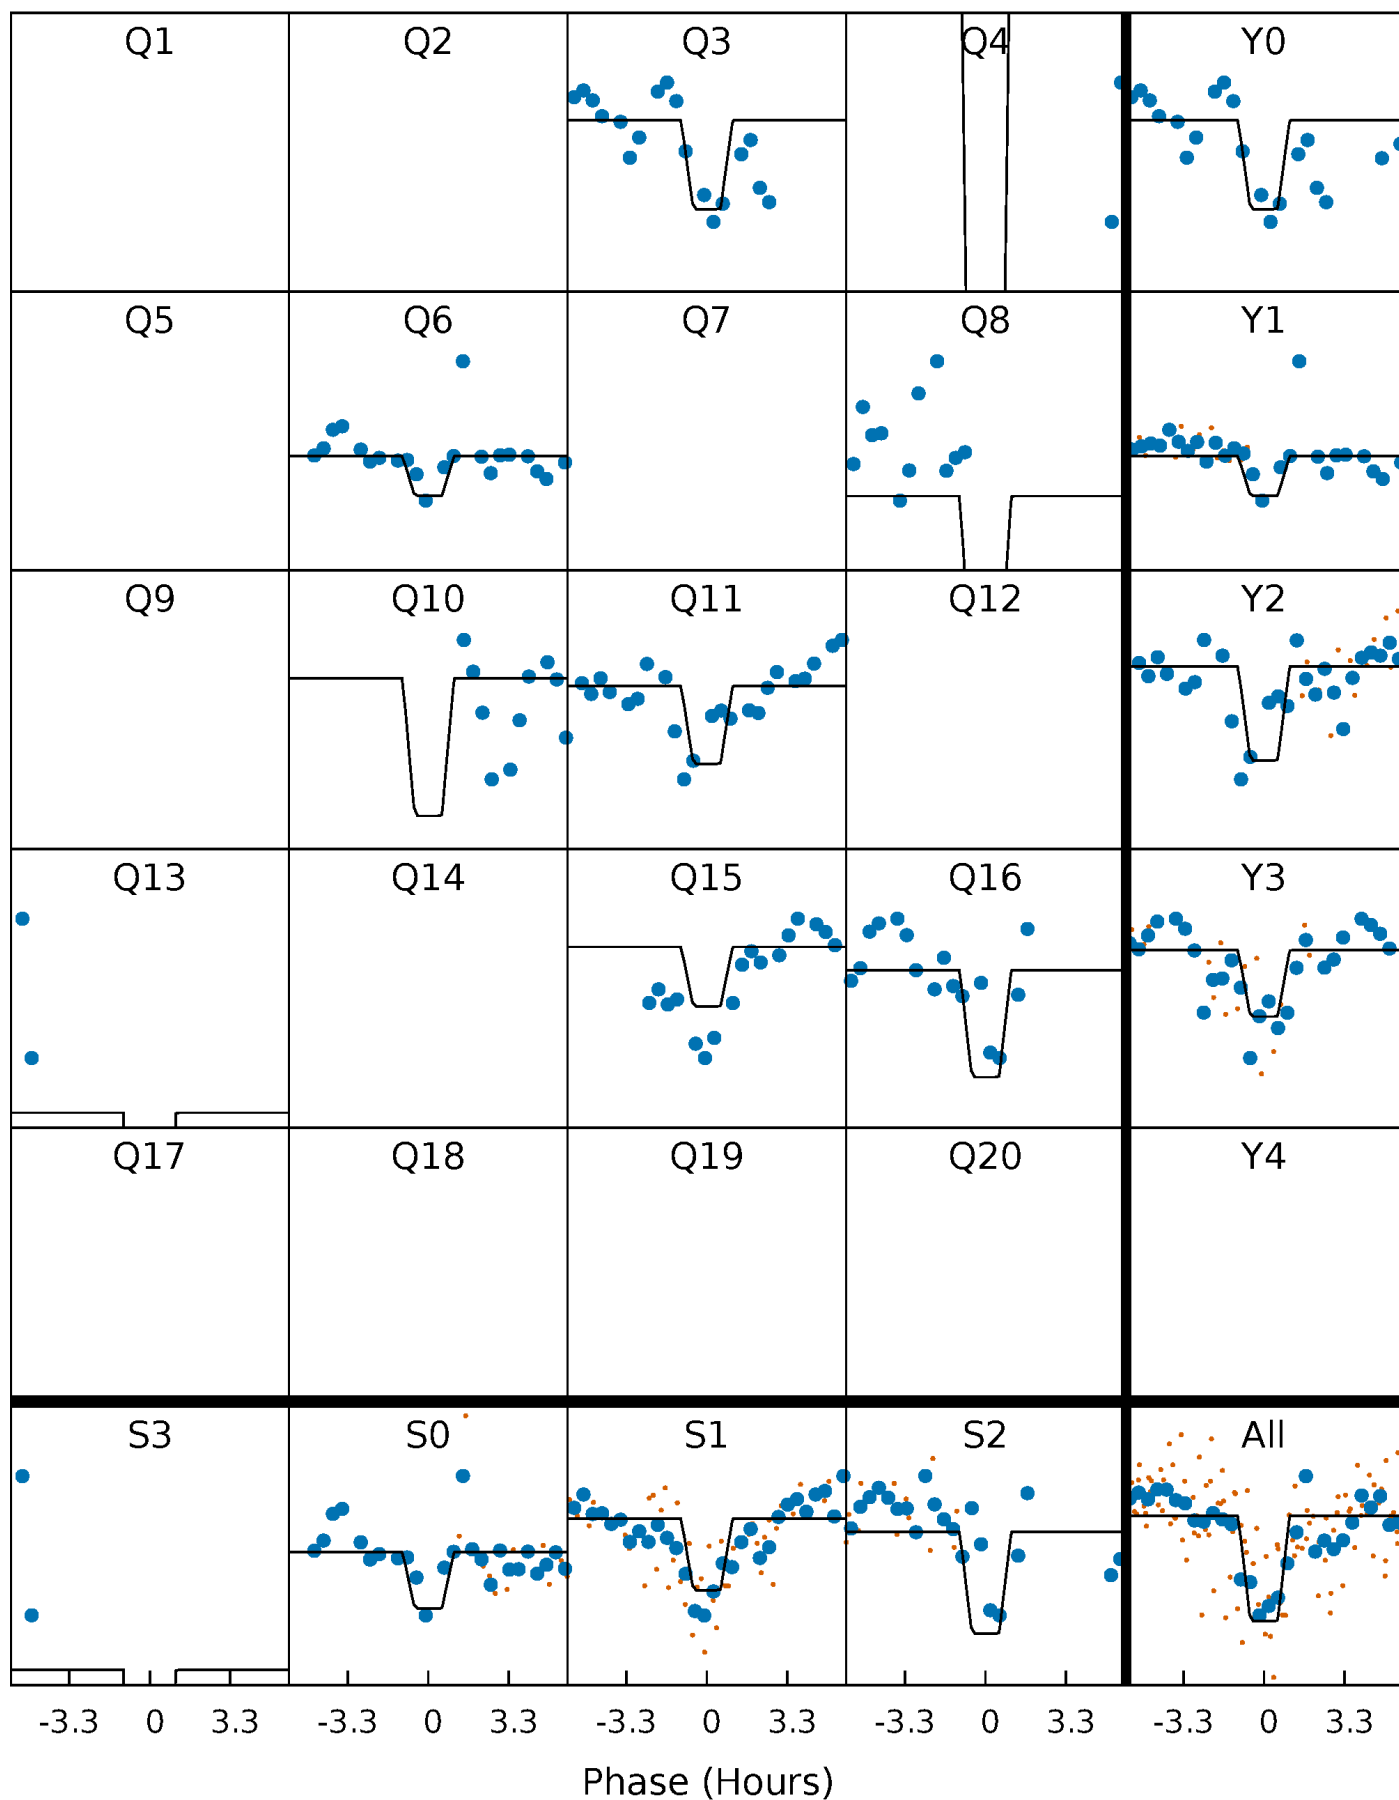 Q1 Q2 Q3 Q4 Y0
Q5 Q6 Q7 Q8 Y1
Q9 Q10 Q11 Q12 Y2
Q13 Q14 Q15 Q16 Y3
Q17 Q18 Q19 Q20 Y4
S3 S0 S1 S2 All
-3.3 0 3.3 -3.3 0 3.3 -3.3 0 3.3 -3.3 0 3.3 -3.3 0 3.3
Phase (Hours)